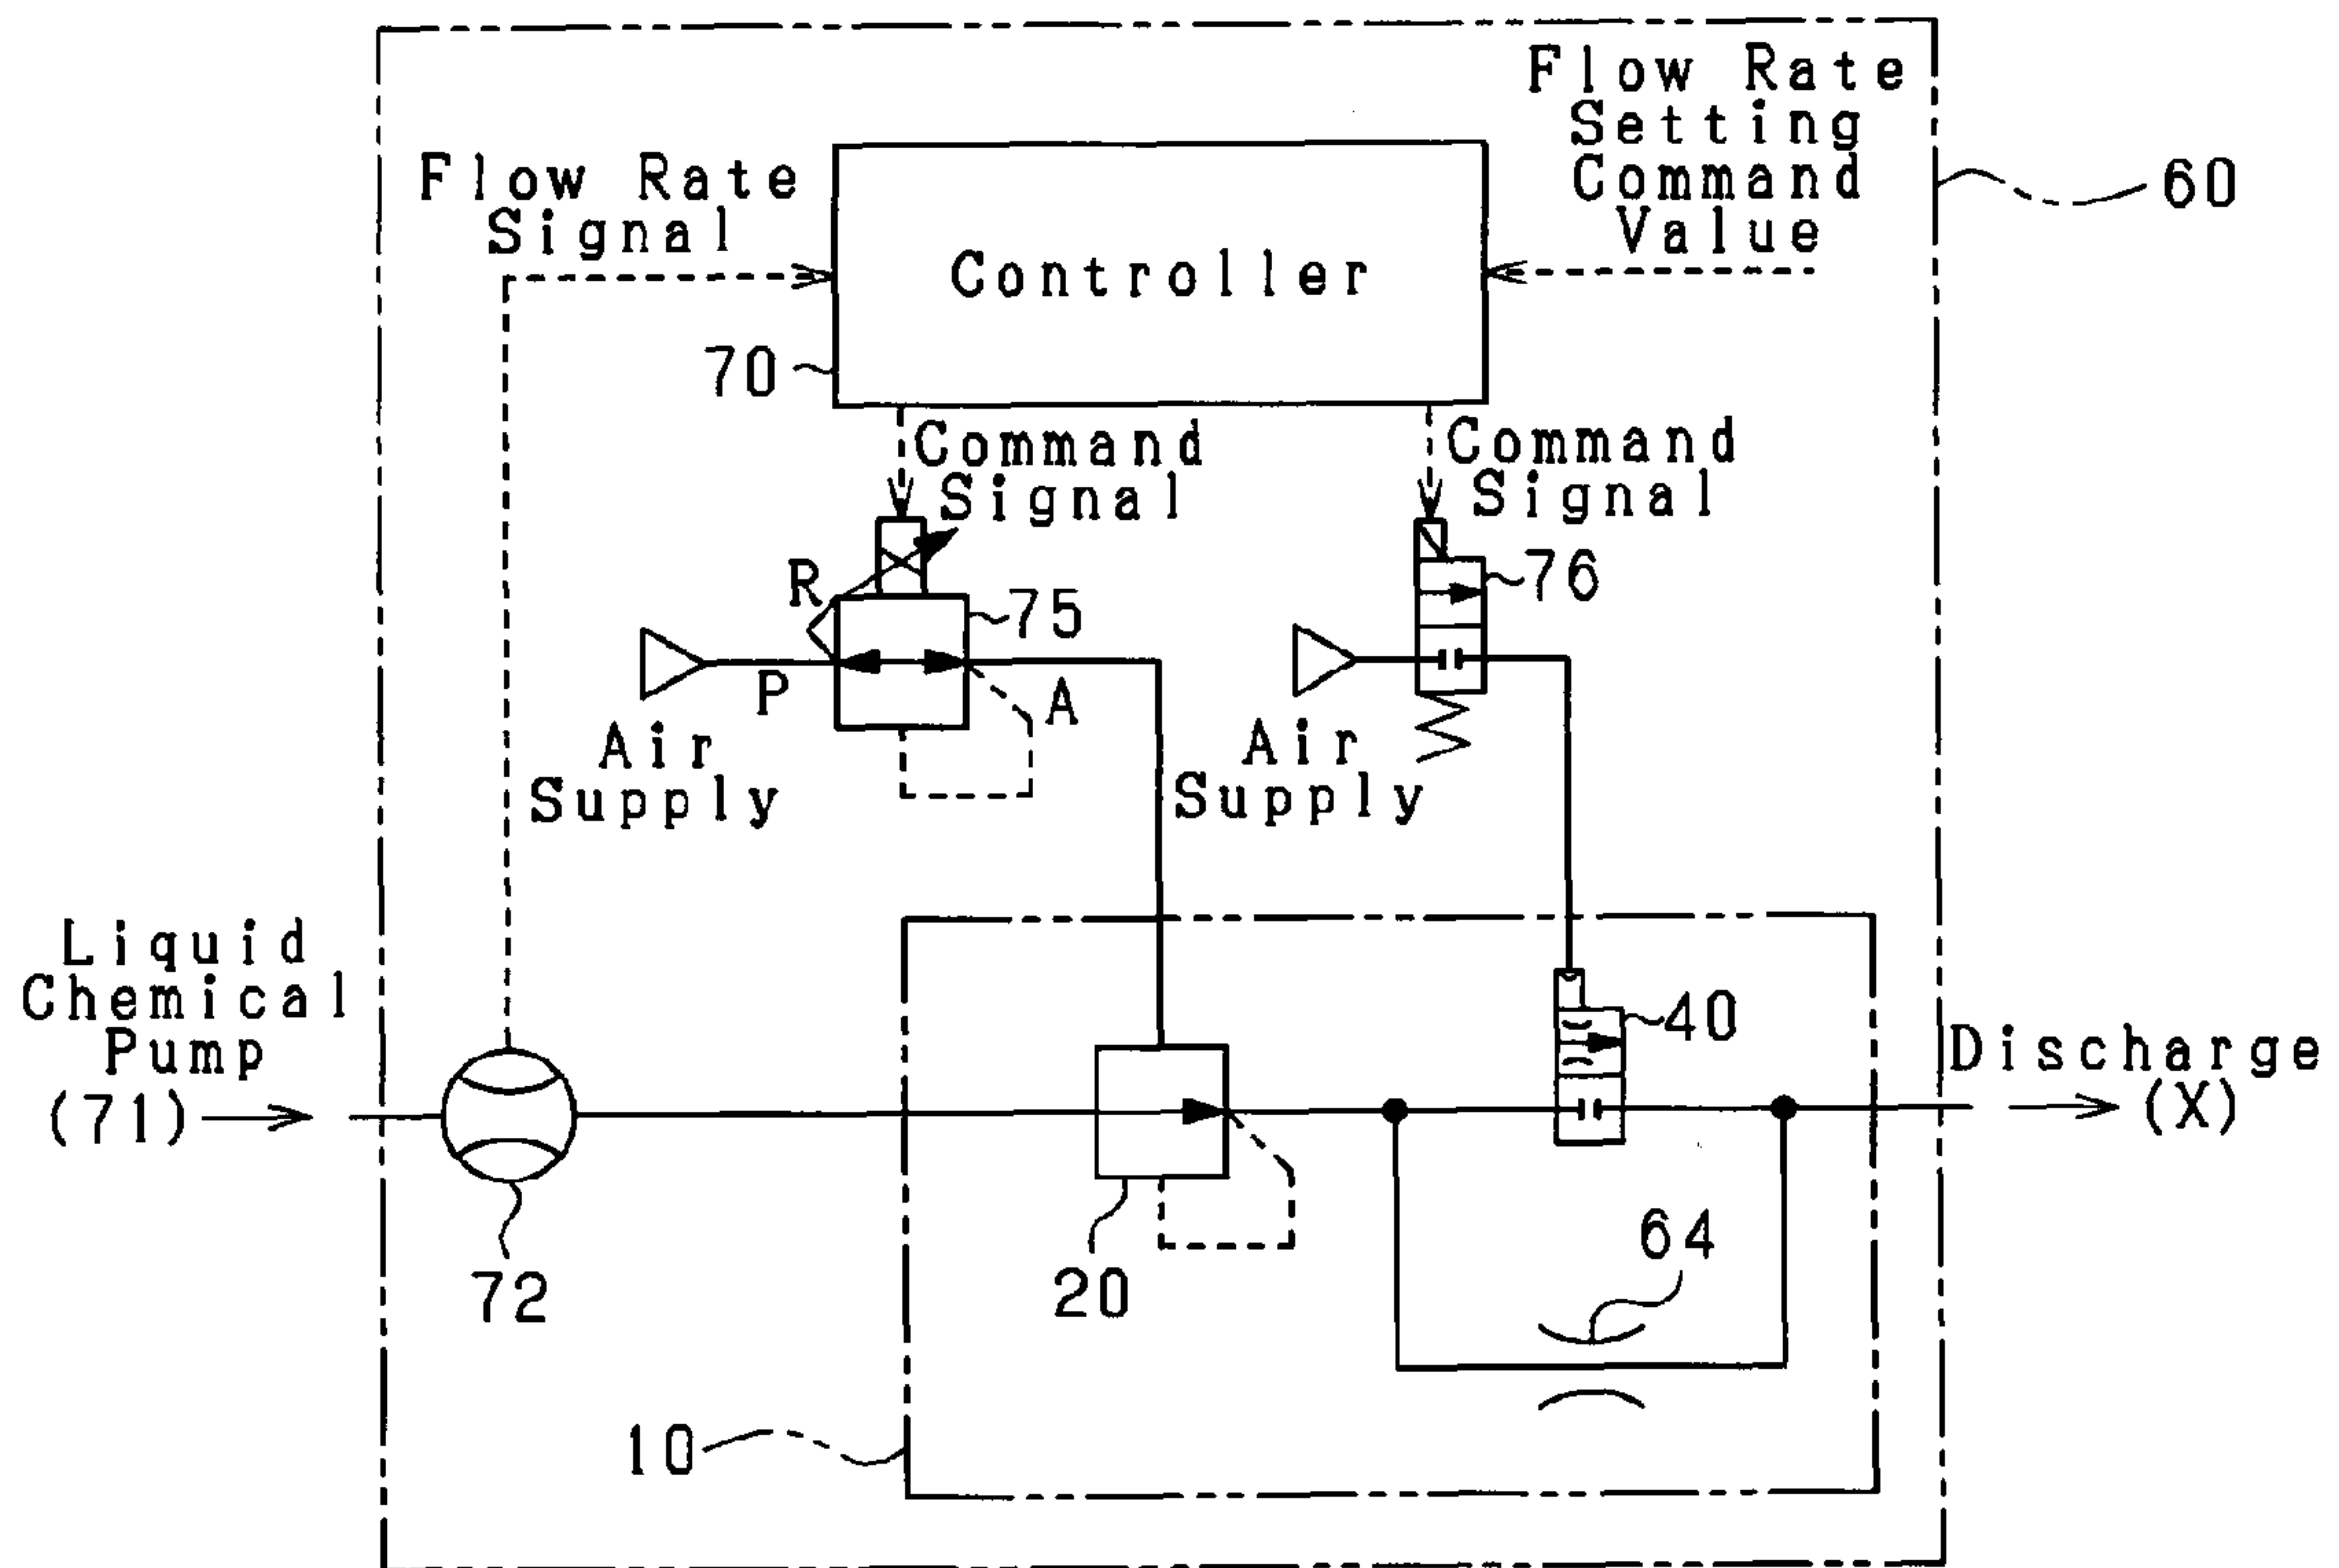 Flow Rate
Setting
Command
Value
60
Flow Rate
Signal
Controller
70
Command
Signal
Command
Signal
R
75
76
P
A
Air
Supply
Air
Supply
Liquid
Chemical
Pump
(71)
40
Discharge
(X)
72
20
64
10